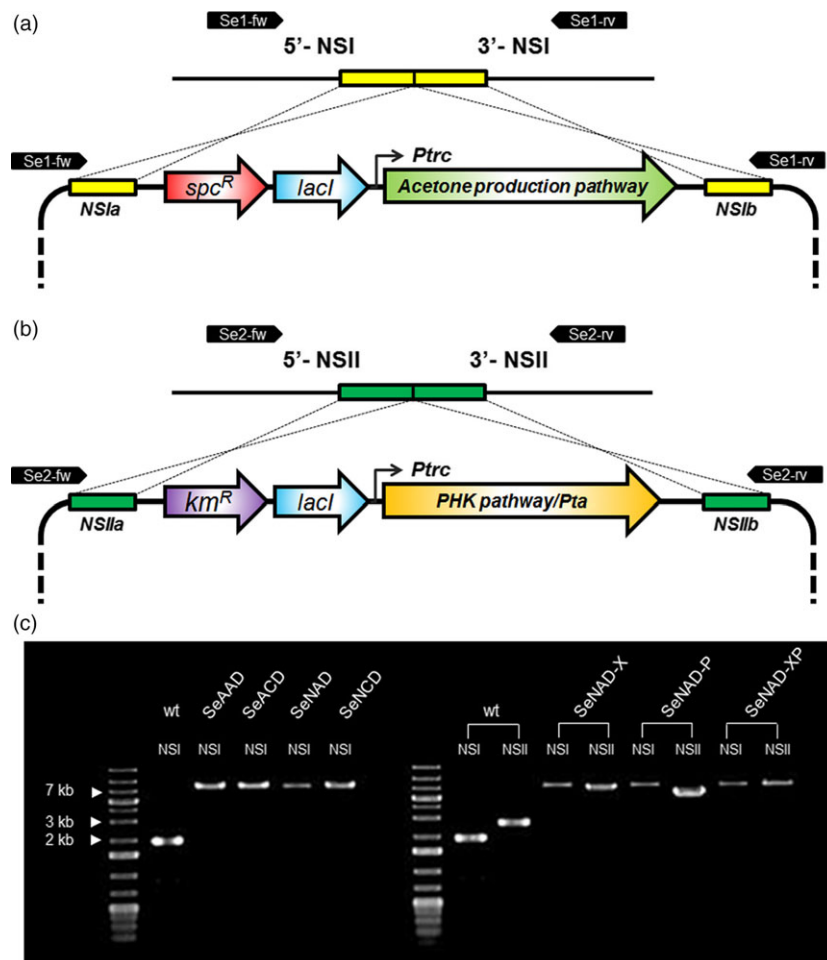 (a)
Se1-fw Se1-rv
5’- NSI 3’- NSI
Se1-fw Se1-rv
Ptrc
spcR lacI Acetone production pathway
NSIa NSIb
(b)
Se2-fw Se2-rv
5’- NSII 3’- NSII
Se2-fw Se2-rv
Ptrc
kmR lacI PHK pathway/Pta
NSIIa NSIIb
(c)
wt SeAAD SeACD SeNAD SeNCD wt SeNAD-X SeNAD-P SeNAD-XP
NSI NSI NSI NSI NSI NSI NSII NSI NSII NSI NSII NSI NSII
7 kb
3 kb
2 kb